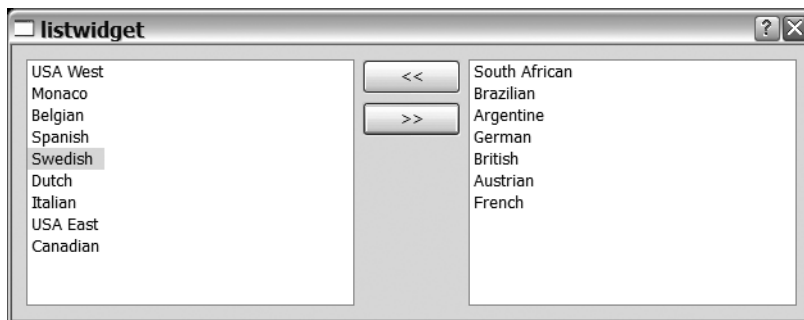 listwidget
?
USA West
Monaco
Belgian
Spanish
Swedish
Dutch
Italian
USA East
Canadian
<<
>>
South African
Brazilian
Argentine
German
British
Austrian
French